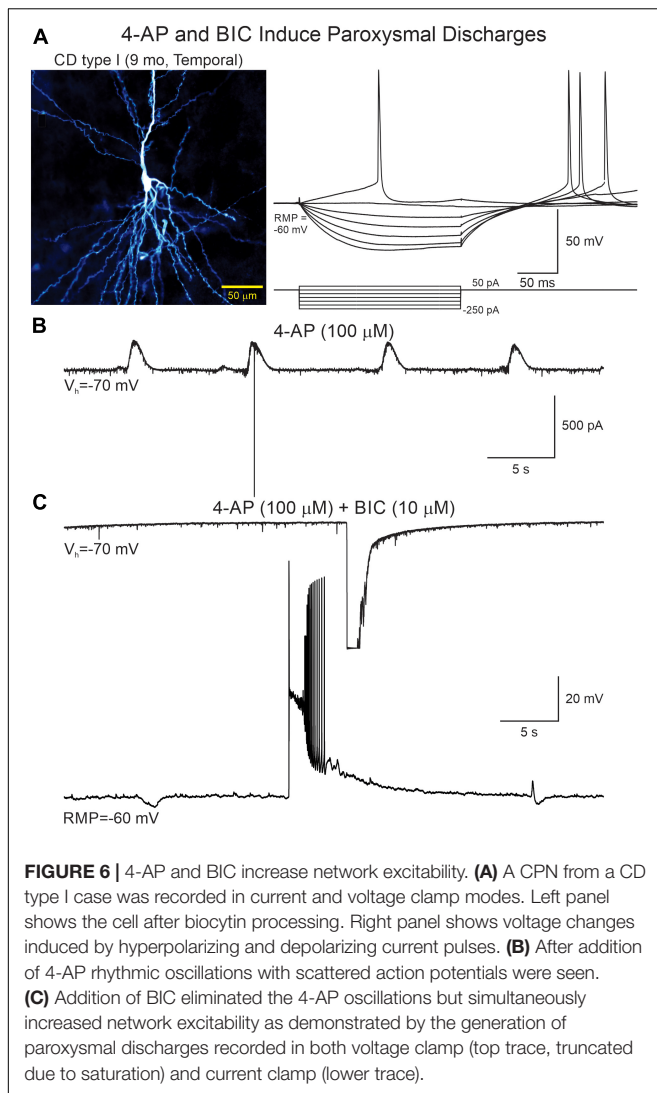 4-AP and BIC Induce Paroxysmal Discharges
A
CD type I (9 mo, Temporal)
50 µm
RMP =
-60 mV
50 mV
50 ms
50 pA
-250 pA
B
4-AP (100 µM)
Vh=-70 mV
500 pA
5 s
C
4-AP (100 µM) + BIC (10 µM)
Vh=-70 mV
20 mV
5 s
RMP=-60 mV
FIGURE 6 | 4-AP and BIC increase network excitability. (A) A CPN from a CD
type I case was recorded in current and voltage clamp modes. Left panel
shows the cell after biocytin processing. Right panel shows voltage changes
induced by hyperpolarizing and depolarizing current pulses. (B) After addition
of 4-AP rhythmic oscillations with scattered action potentials were seen.
(C) Addition of BIC eliminated the 4-AP oscillations but simultaneously
increased network excitability as demonstrated by the generation of
paroxysmal discharges recorded in both voltage clamp (top trace, truncated
due to saturation) and current clamp (lower trace).